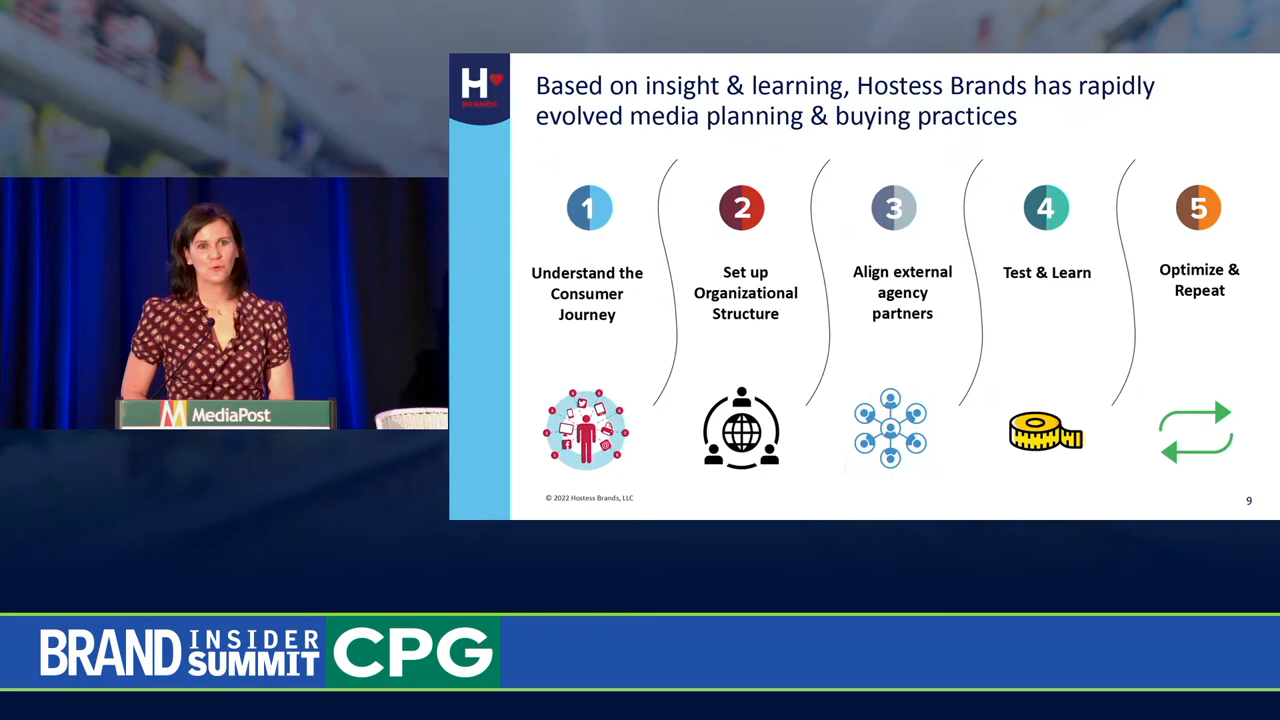 H
BRANDS
Based on insight & learning, Hostess Brands has rapidly
evolved media planning & buying practices
1
2
3
4
5
Understand the
Consumer
Journey
Set up
Organizational
Structure
Align external
agency
partners
Test & Learn
Optimize &
Repeat
© 2022 Hostess Brands, LLC
9
MediaPost
BRAND INSIDER SUMMIT CPG